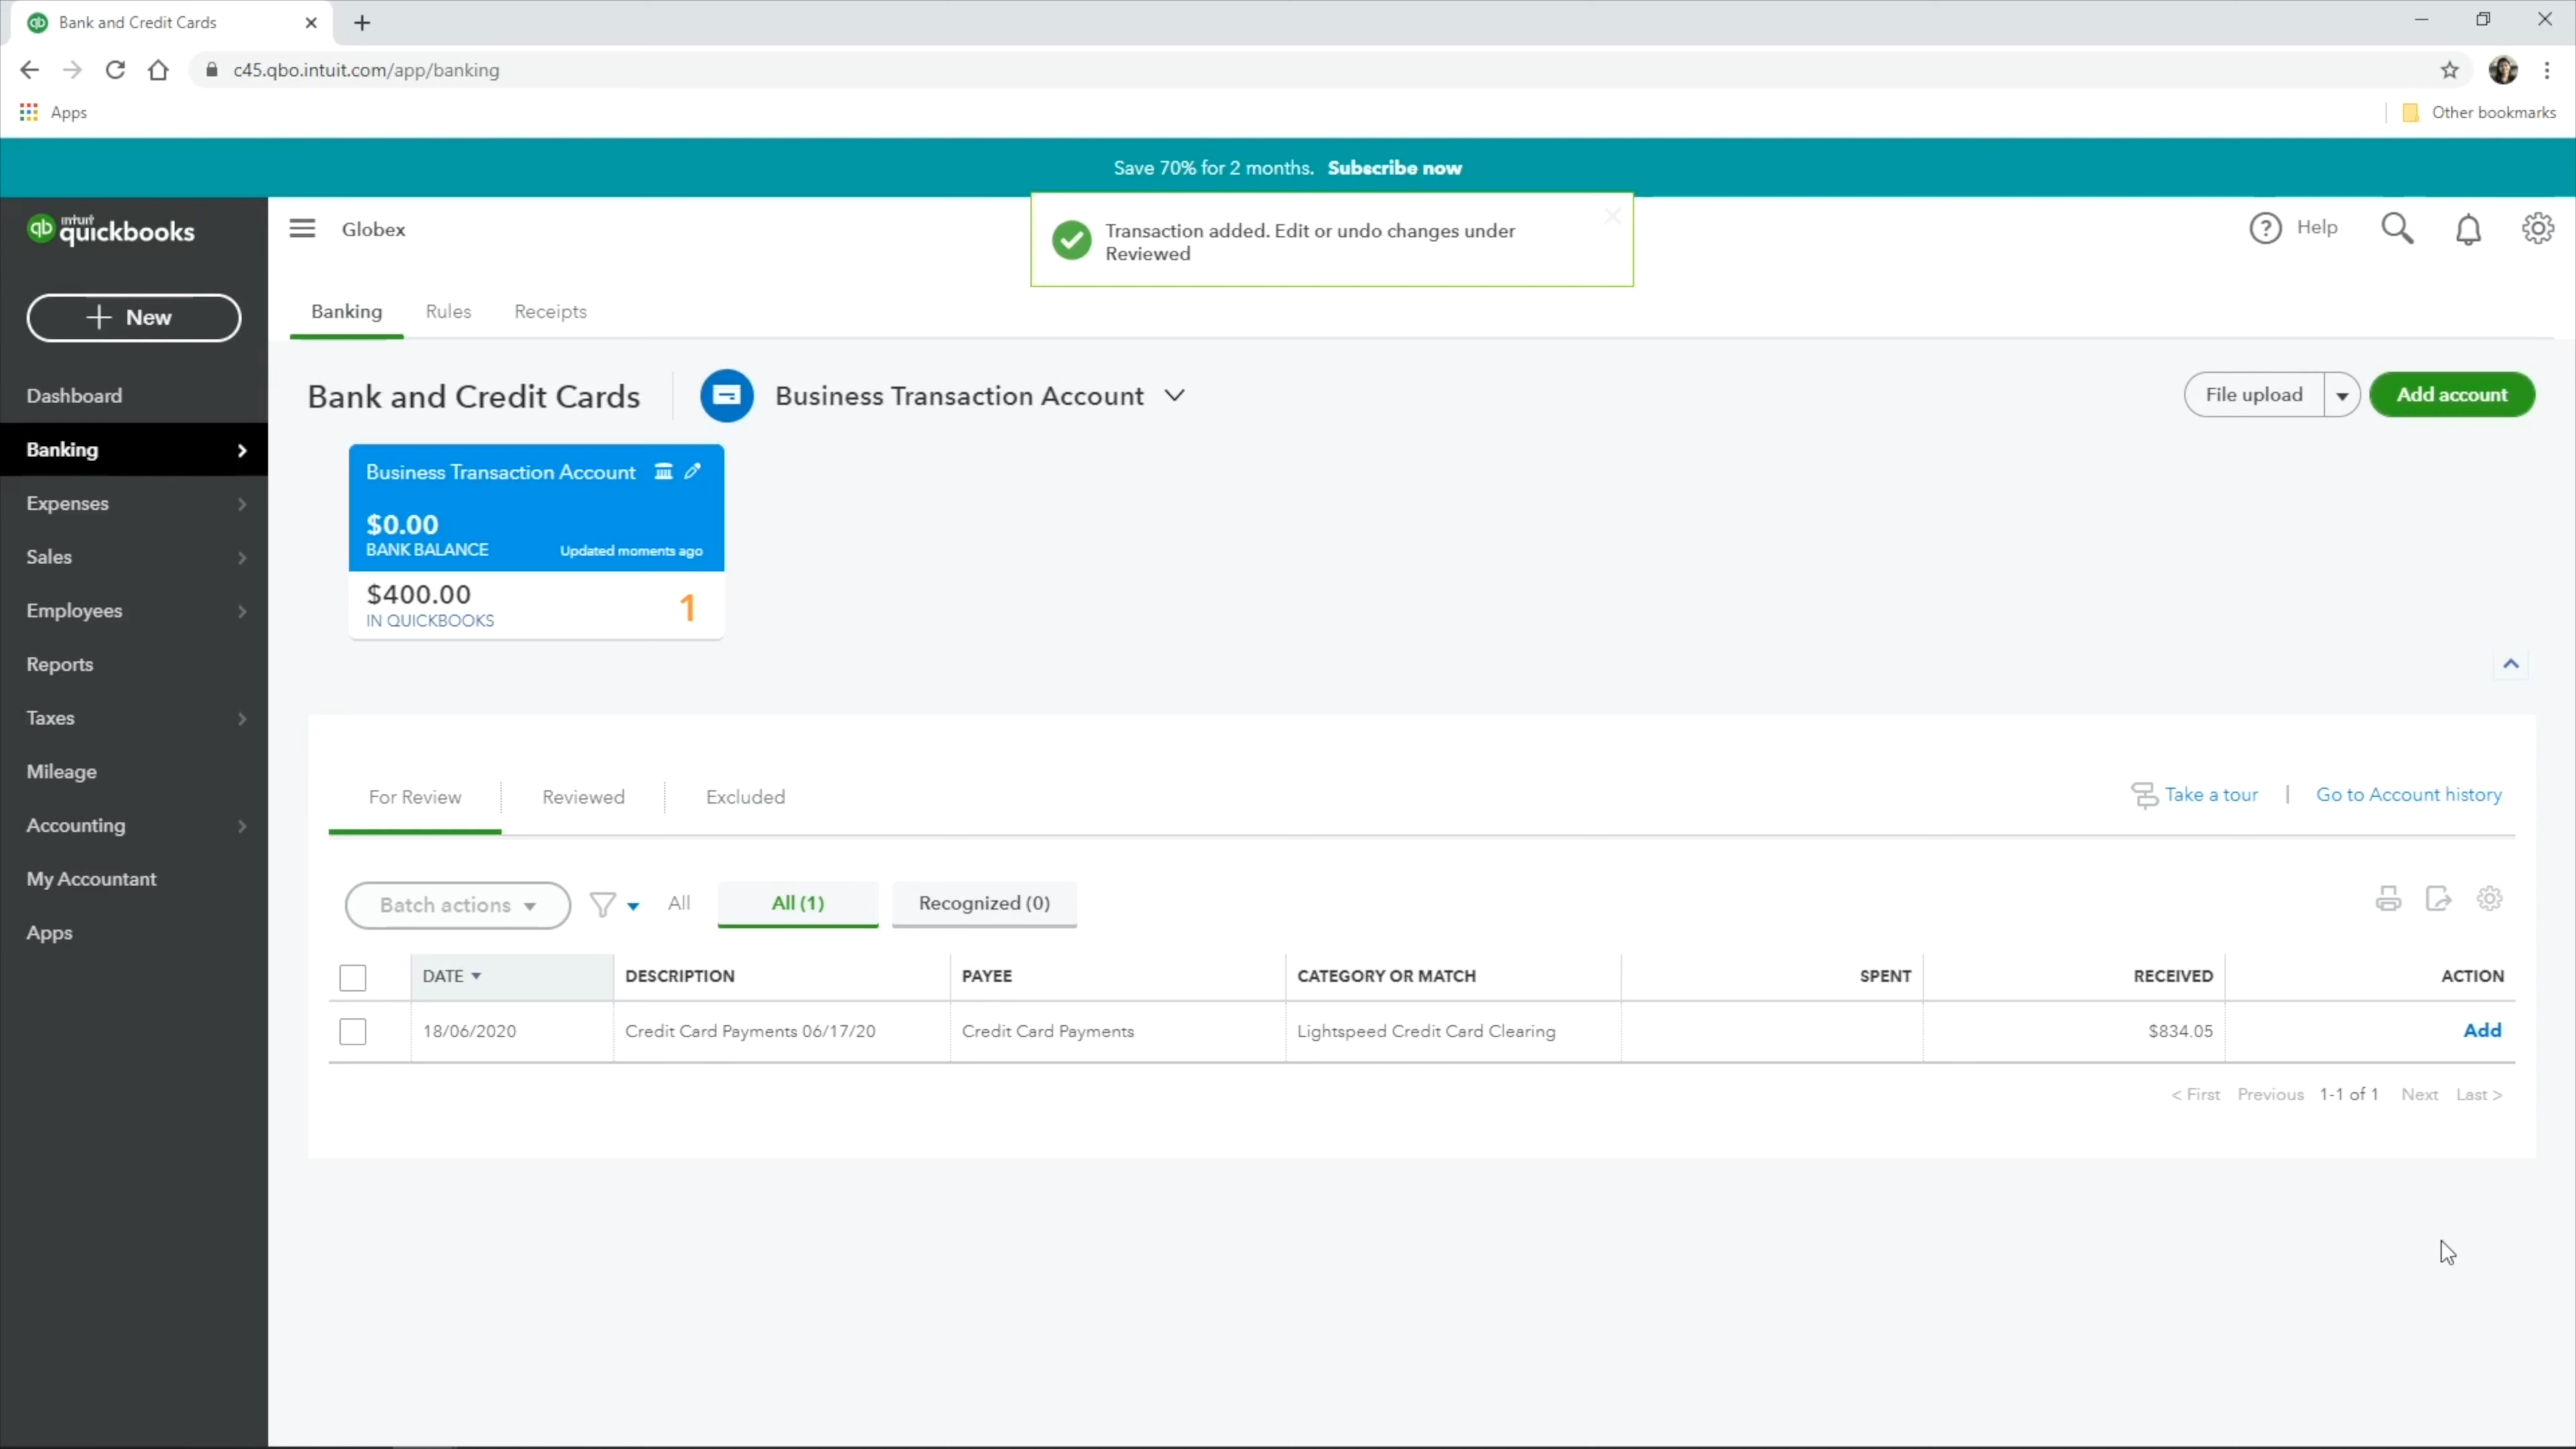 Bank and Credit Cards
c45.qbo.intuit.com/app/banking
Apps
Other bookmarks
Save 70% for 2 months. Subscribe now
intuit
quickbooks
Globex
Transaction added. Edit or undo changes under
Reviewed
Help
New
Banking
Rules
Receipts
Dashboard
Banking
Expenses
Sales
Employees
Reports
Taxes
Mileage
Accounting
My Accountant
Apps
Bank and Credit Cards
Business Transaction Account
File upload
Add account
Business Transaction Account
$0.00
BANK BALANCE
Updated moments ago
$400.00
IN QUICKBOOKS
1
For Review
Reviewed
Excluded
Take a tour | Go to Account history
Batch actions
All
All (1)
Recognized (0)
DATE DESCRIPTION PAYEE CATEGORY OR MATCH SPENT RECEIVED ACTION
18/06/2020 Credit Card Payments 06/17/20 Credit Card Payments Lightspeed Credit Card Clearing $834.05 Add
< First Previous 1-1 of 1 Next Last >